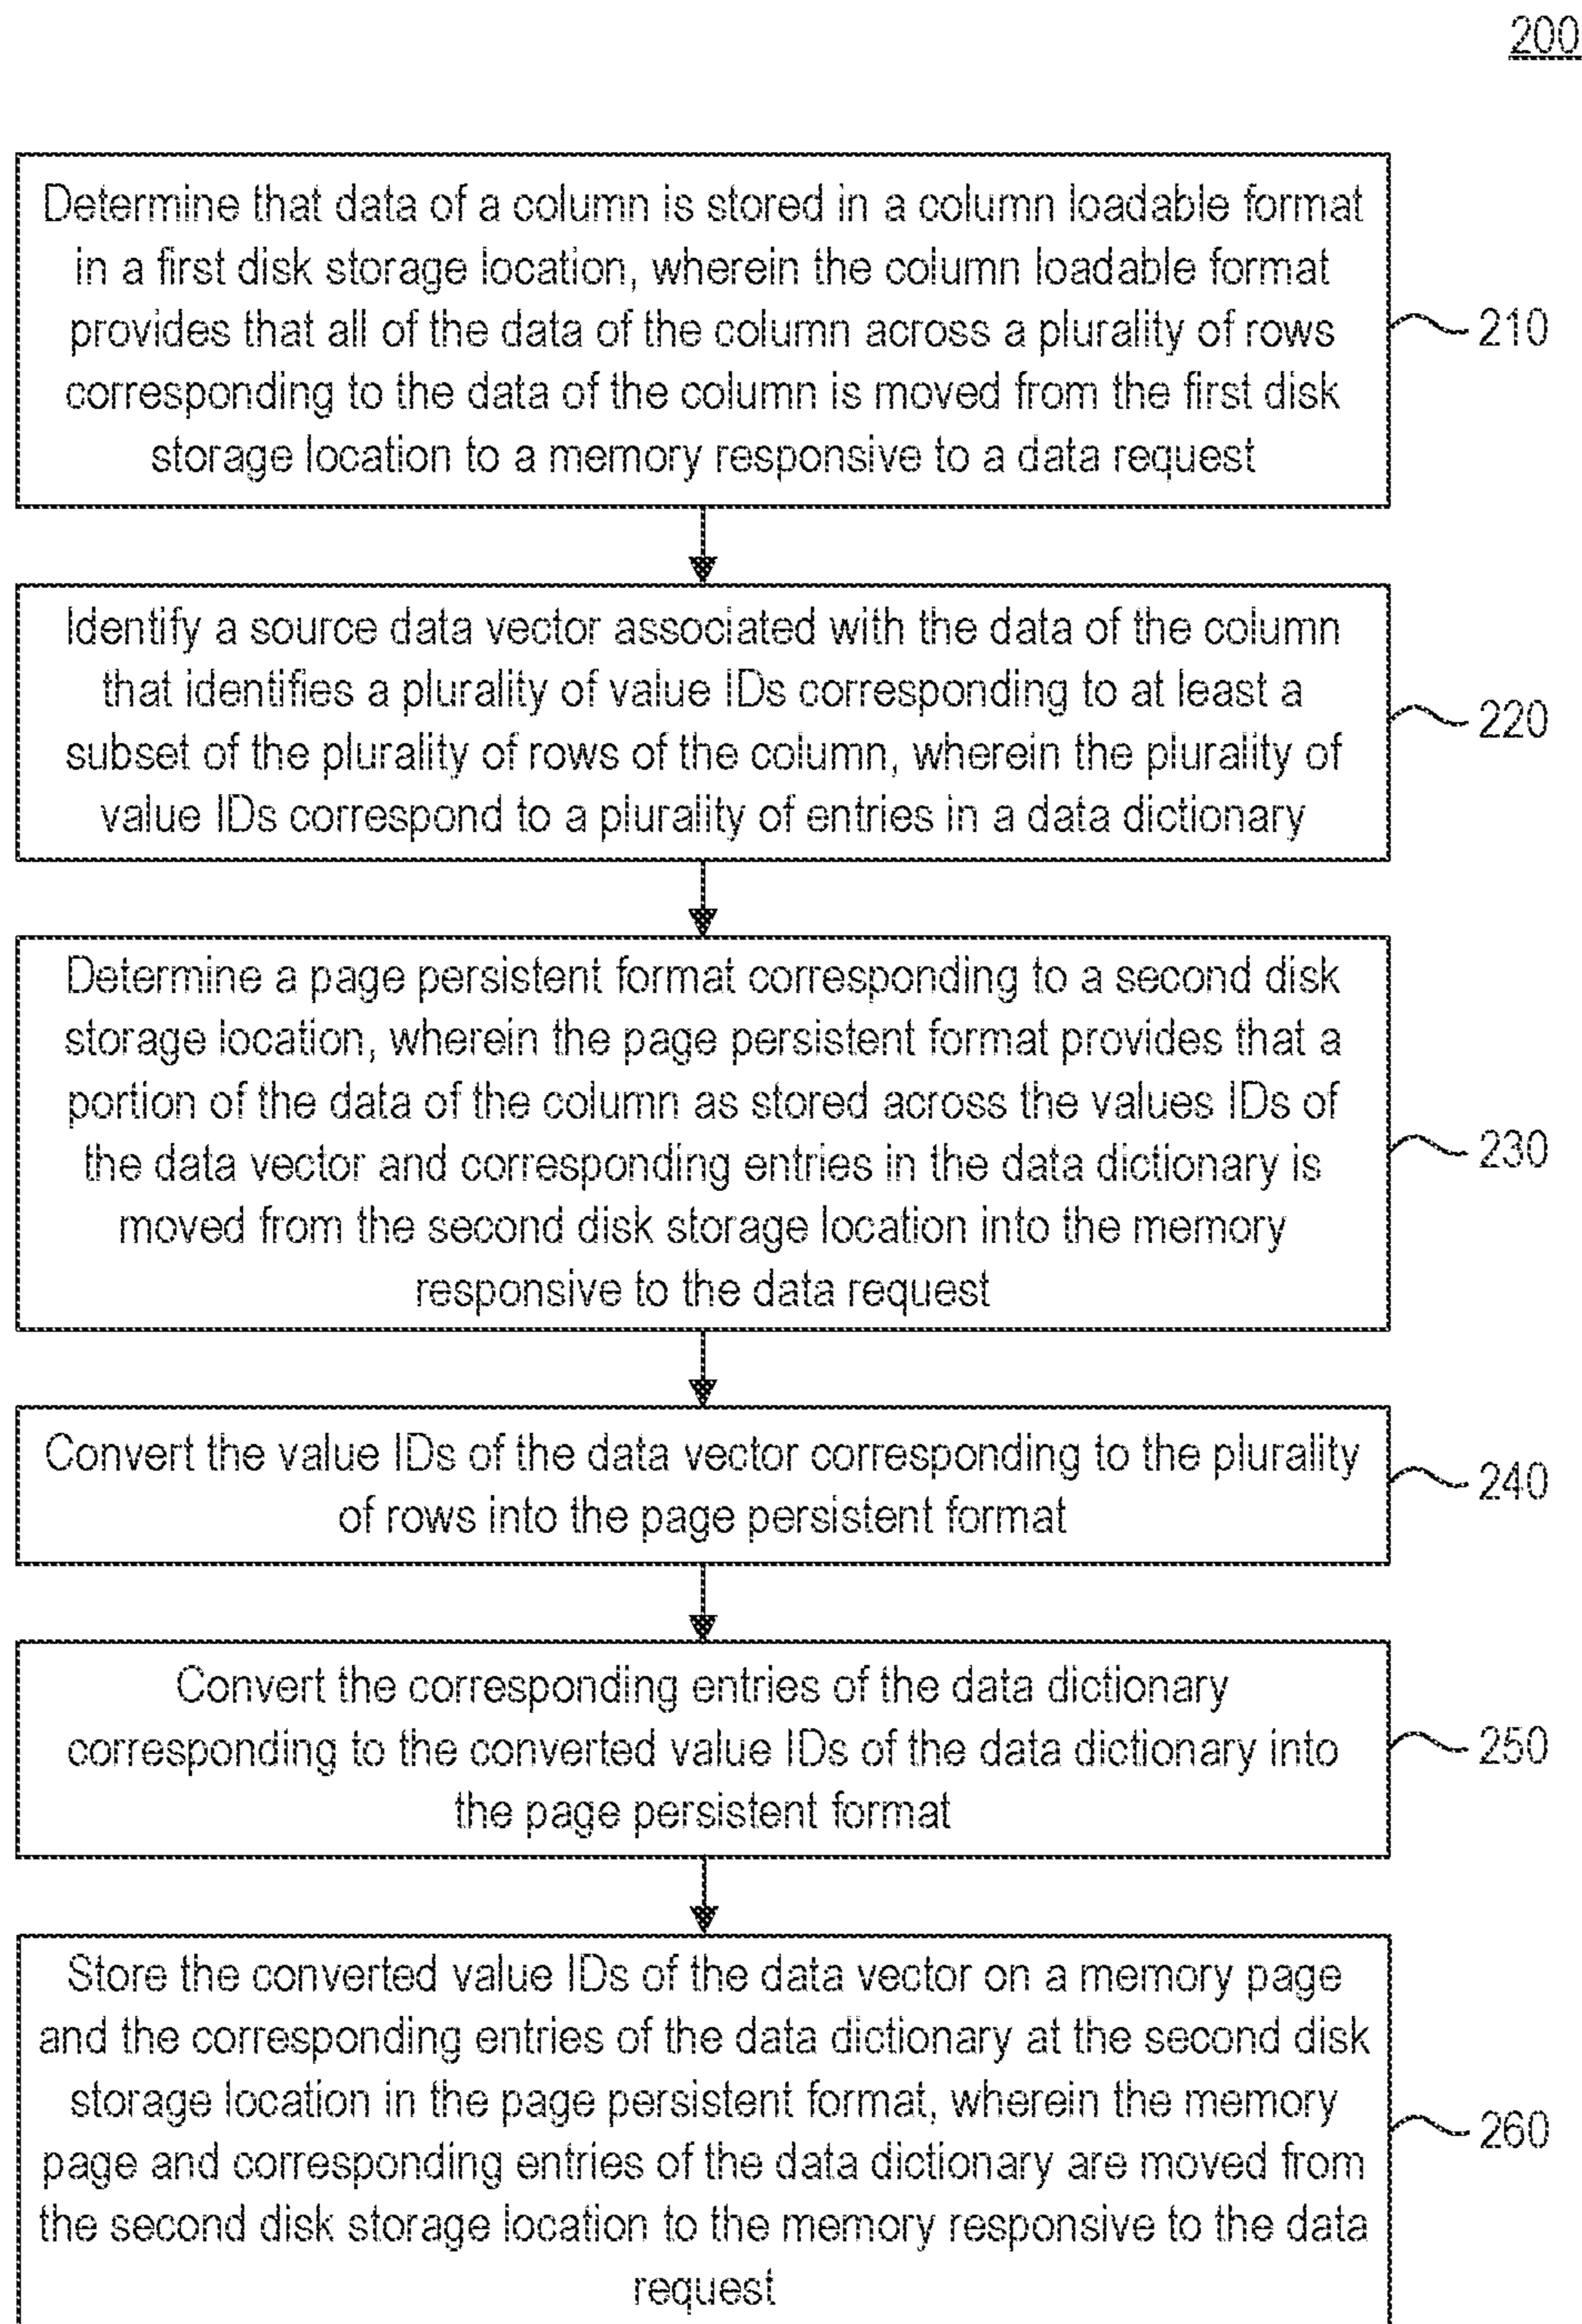 200
Determine that data of a column is stored in a column loadable format
in a first disk storage location, wherein the column loadable format
provides that all of the data of the column across a plurality of rows
corresponding to the data of the column is moved from the first disk
storage location to a memory responsive to a data request
210
Identify a source data vector associated with the data of the column
that identifies a plurality of value IDs corresponding to at least a
subset of the plurality of rows of the column, wherein the plurality of
value IDs correspond to a plurality of entries in a data dictionary
220
Determine a page persistent format corresponding to a second disk
storage location, wherein the page persistent format provides that a
portion of the data of the column as stored across the values IDs of
the data vector and corresponding entries in the data dictionary is
moved from the second disk storage location into the memory
responsive to the data request
230
Convert the value IDs of the data vector corresponding to the plurality
of rows into the page persistent format
240
Convert the corresponding entries of the data dictionary
corresponding to the converted value IDs of the data dictionary into
the page persistent format
250
Store the converted value IDs of the data vector on a memory page
and the corresponding entries of the data dictionary at the second disk
storage location in the page persistent format, wherein the memory
page and corresponding entries of the data dictionary are moved from
the second disk storage location to the memory responsive to the data
request
260